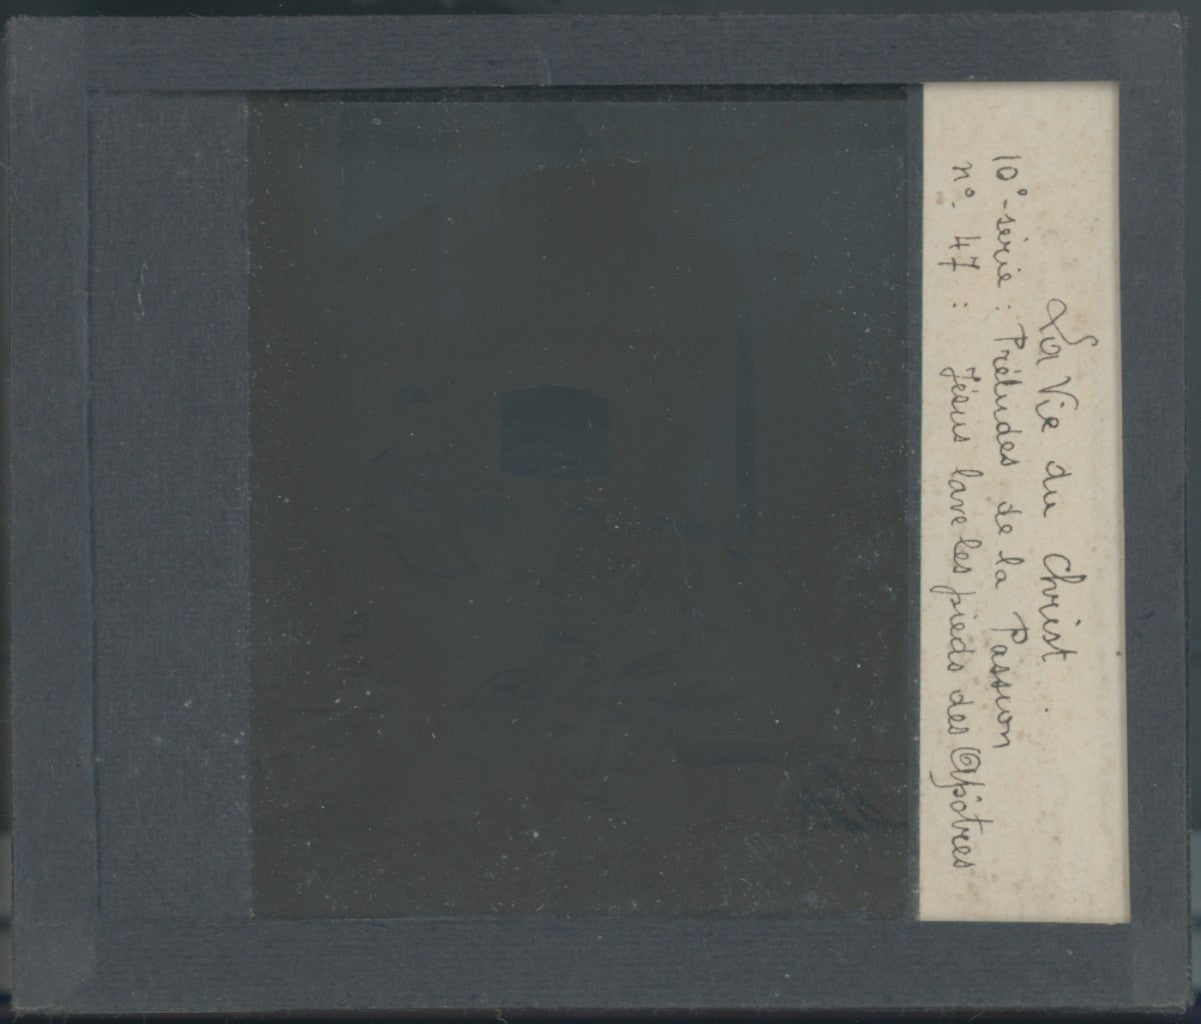 La Vie du Christ.
10° - série : Préludes de la Passion
n° 47 : Jésus lave les pieds des Apôtres